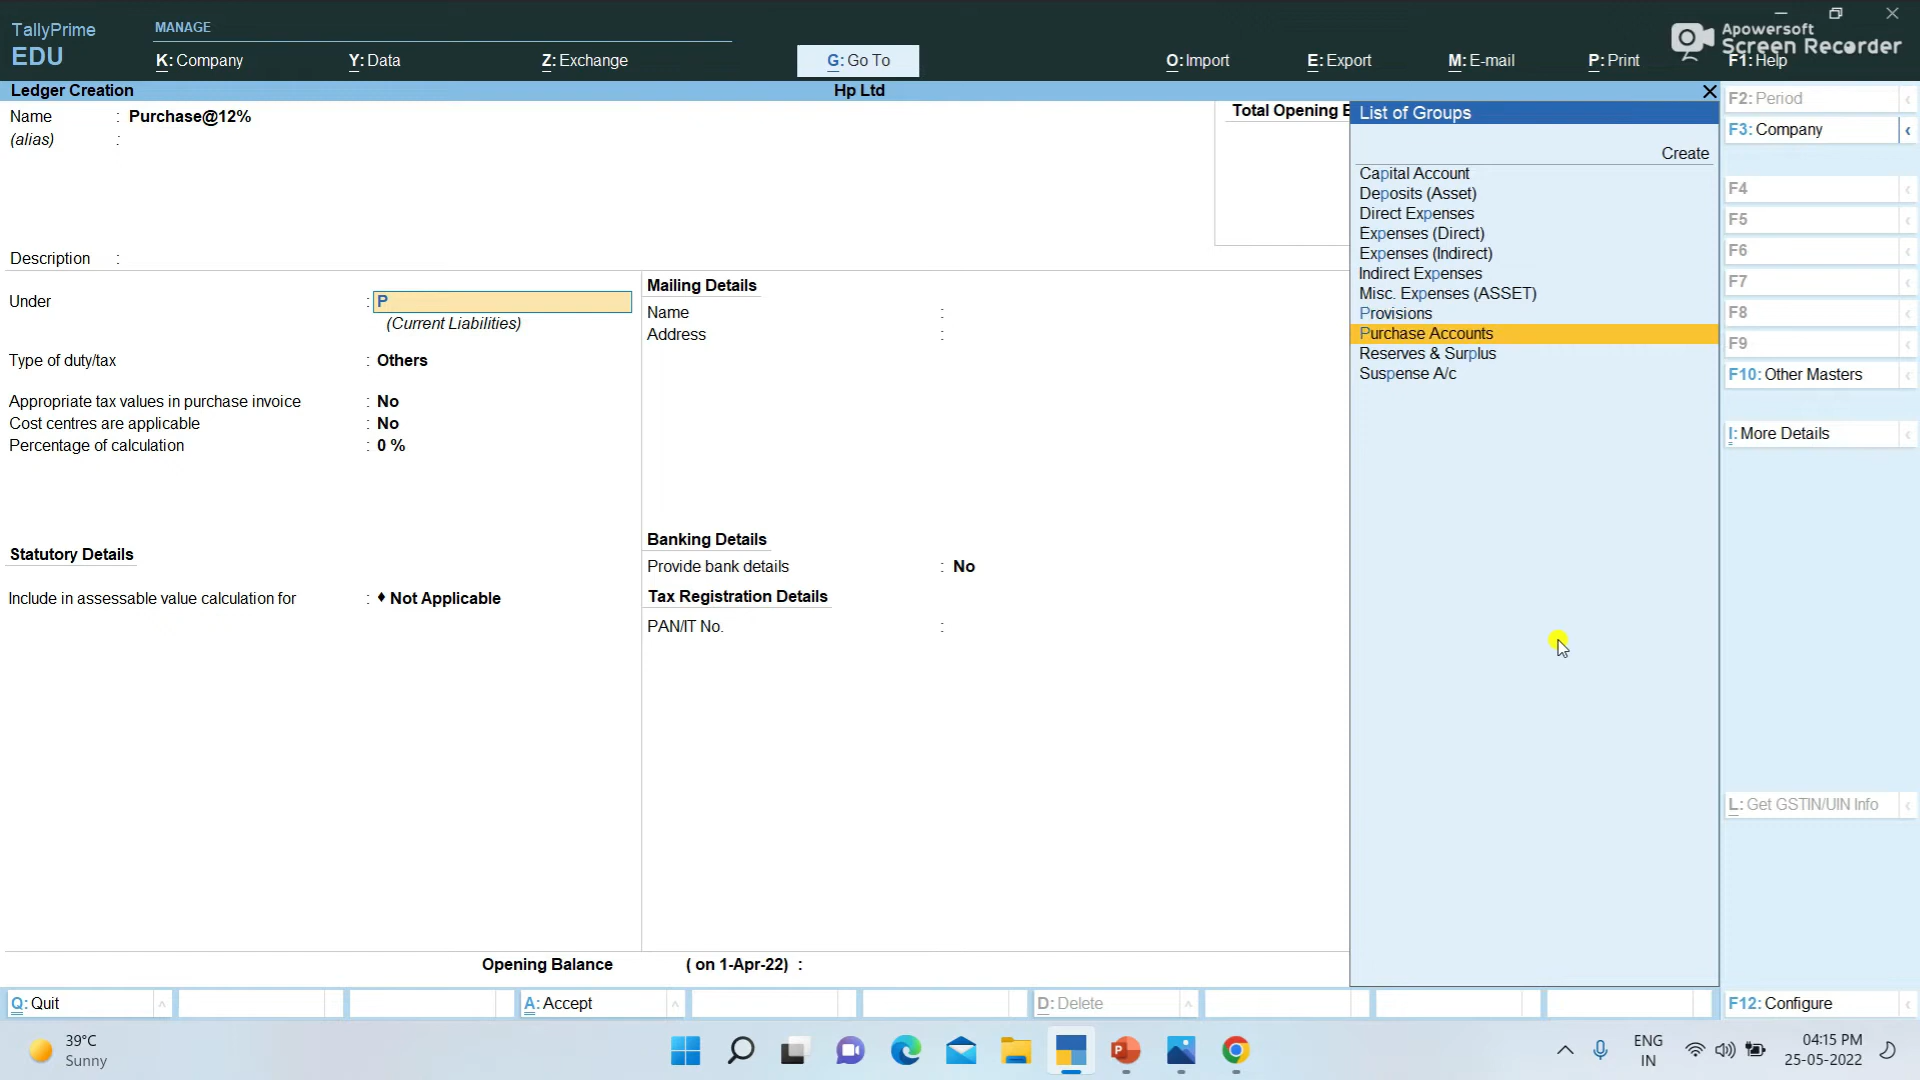 TallyPrime
EDU
MANAGE
K: Company
Y: Data
Z: Exchange
G: Go To
O: Import
E: Export
M: E-mail
P: Print
F1: Help
Apowersoft
Screen Recorder
Ledger Creation
Hp Ltd
Name : Purchase@12%
(alias) :
Total Opening
Description :
Under : P
(Current Liabilities)
Type of duty/tax : Others
Appropriate tax values in purchase invoice : No
Cost centres are applicable : No
Percentage of calculation : 0 %
Statutory Details
Include in assessable value calculation for : ♦ Not Applicable
Mailing Details
Name :
Address :
Banking Details
Provide bank details : No
Tax Registration Details
PAN/IT No. :
Opening Balance ( on 1-Apr-22) :
List of Groups
Create
Capital Account
Deposits (Asset)
Direct Expenses
Expenses (Direct)
Expenses (Indirect)
Indirect Expenses
Misc. Expenses (ASSET)
Provisions
Purchase Accounts
Reserves & Surplus
Suspense A/c
F2: Period
F3: Company
F4
F5
F6
F7
F8
F9
F10: Other Masters
I: More Details
L: Get GSTIN/UIN Info
F12: Configure
Q: Quit
A: Accept
D: Delete
39°C
Sunny
ENG
IN
04:15 PM
25-05-2022